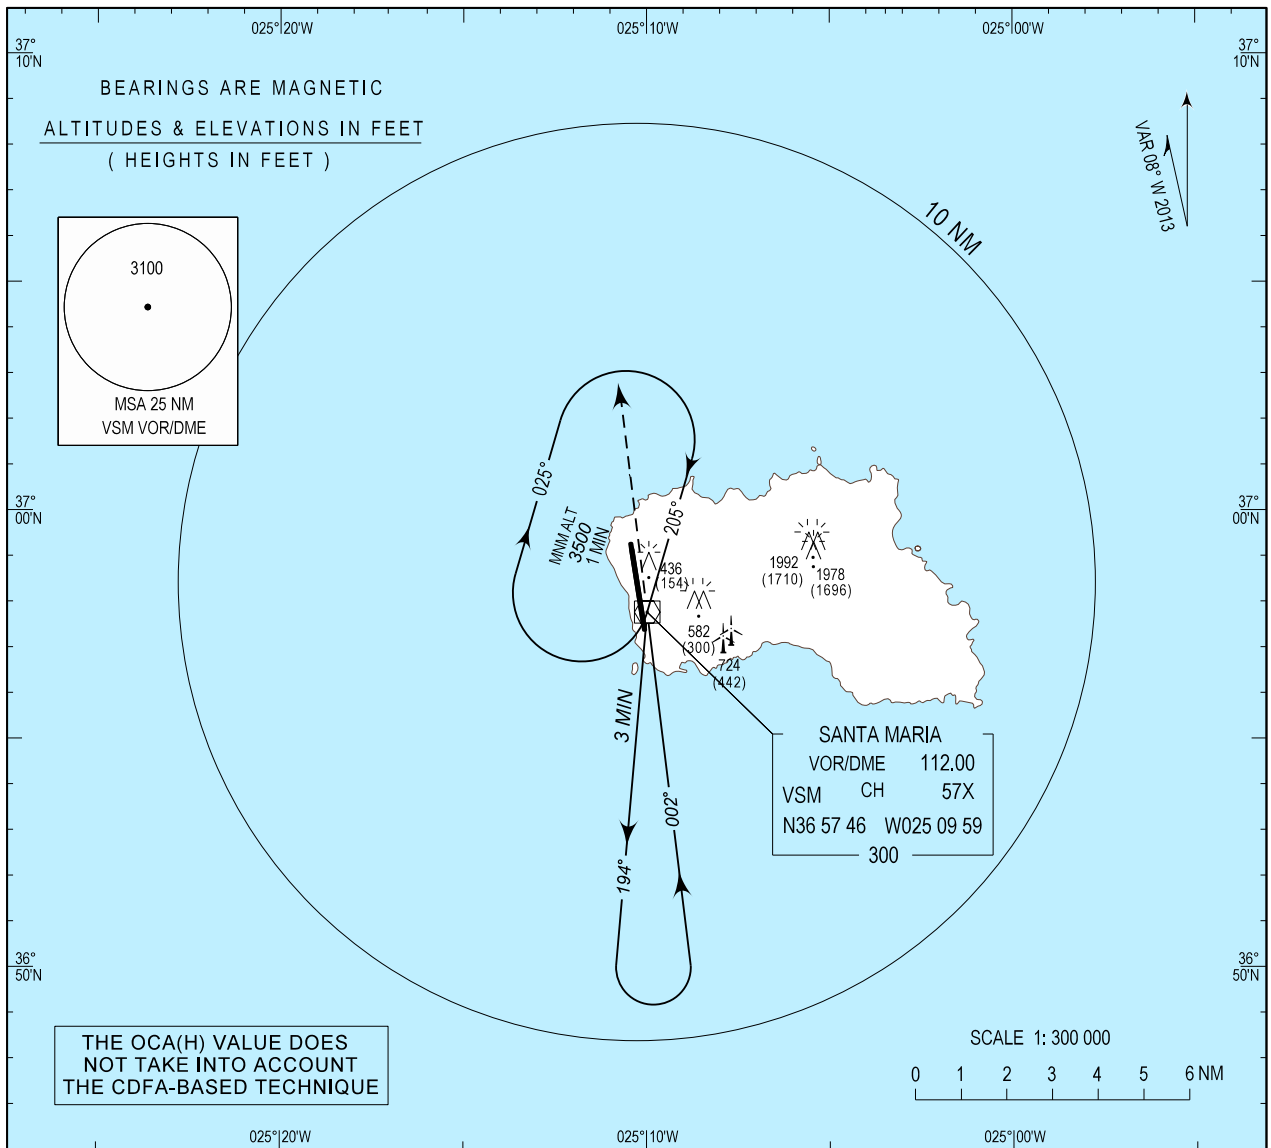 025°20'W
025°10'W
025°00'W
37°
10'N
37°
10'N
BEARINGS ARE MAGNETIC
ALTITUDES & ELEVATIONS IN FEET
( HEIGHTS IN FEET )
VAR 08° W 2013
10 NM
3100
MSA 25 NM
VSM VOR/DME
025°
205°
MNM ALT
3500
1 MIN
37°
00'N
37°
00'N
436
(154)
1992
(1710)
1978
(1696)
582
(300)
724
(442)
3 MIN
002°
194°
SANTA MARIA
VOR/DME 112.00
VSM CH 57X
N36 57 46 W025 09 59
300
36°
50'N
36°
50'N
THE OCA(H) VALUE DOES
NOT TAKE INTO ACCOUNT
THE CDFA-BASED TECHNIQUE
SCALE 1: 300 000
0 1 2 3 4 5 6 NM
025°20'W
025°10'W
025°00'W